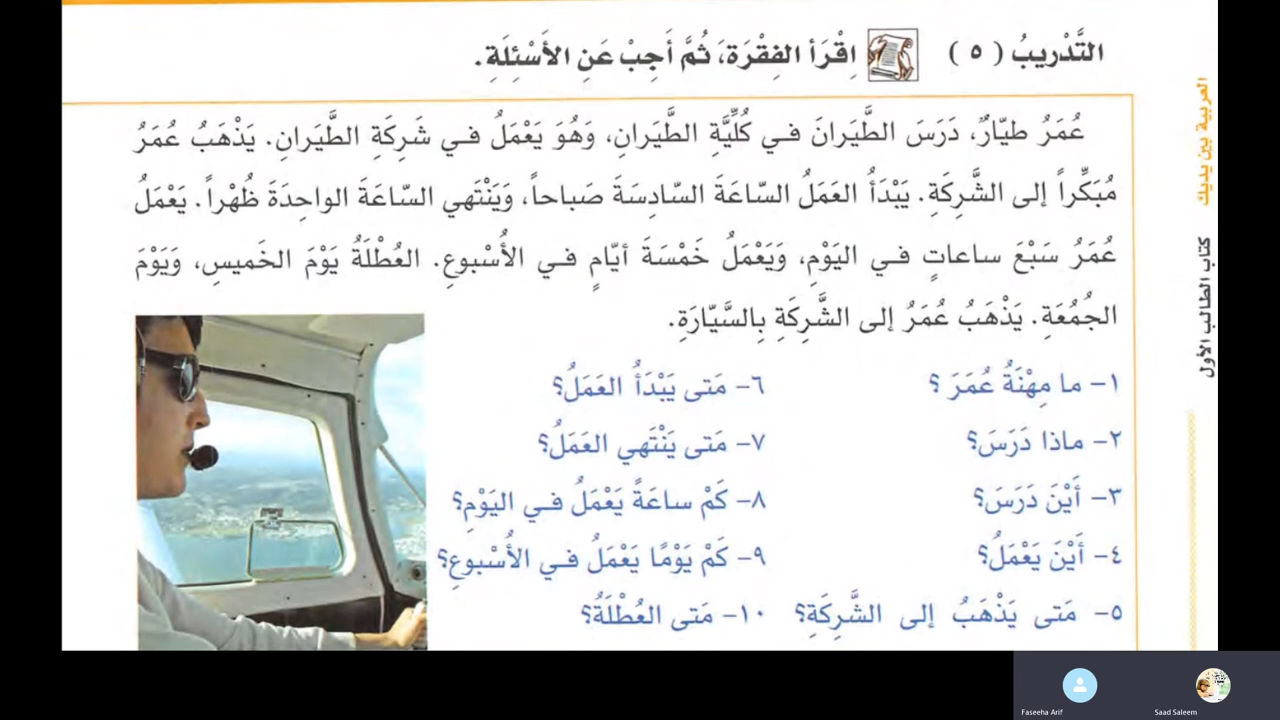 التَّدْرِيبُ ( ٥ ) اِقْرَأ الفِقْرَةَ، ثُمَّ أَجِبْ عَنِ الأَسْئِلَةِ.
عُمَرُ طيّارٌ، دَرَسَ الطَّيَرانَ في كُلِّيَّةِ الطَّيَرانِ، وَهُوَ يَعْمَلُ في شَرِكَةِ الطَّيَرانِ. يَذْهَبُ عُمَرُ
مُبَكِّراً إلى الشَّرِكَةِ. يَبْدَأُ العَمَلُ السّاعَةَ السّادِسَةَ صَباحاً، وَيَنْتَهي السّاعَةَ الواحِدَةَ ظُهْراً. يَعْمَلُ
عُمَرُ سَبْعَ ساعاتٍ في اليَوْمِ، وَيَعْمَلُ خَمْسَةَ أيّامٍ في الأُسْبوعِ. العُطْلَةُ يَوْمَ الخَميسِ، وَيَوْمَ
الجُمُعَةِ. يَذْهَبُ عُمَرُ إلى الشَّرِكَةِ بِالسَّيّارَةِ.
١- ما مِهْنَةُ عُمَرَ ؟
٢- ماذا دَرَسَ؟
٣- أَيْنَ دَرَسَ؟
٤- أَيْنَ يَعْمَلُ؟
٥- مَتى يَذْهَبُ إلى الشَّرِكَةِ؟
٦- مَتى يَبْدَأُ العَمَلُ؟
٧- مَتى يَنْتَهي العَمَلُ؟
٨- كَمْ ساعَةً يَعْمَلُ في اليَوْمِ؟
٩- كَمْ يَوْمًا يَعْمَلُ في الأُسْبوعِ؟
١٠- مَتى العُطْلَةُ؟
العربية بين يديك
كتاب الطالب الأول
Faseeha Arif
Saad Saleem